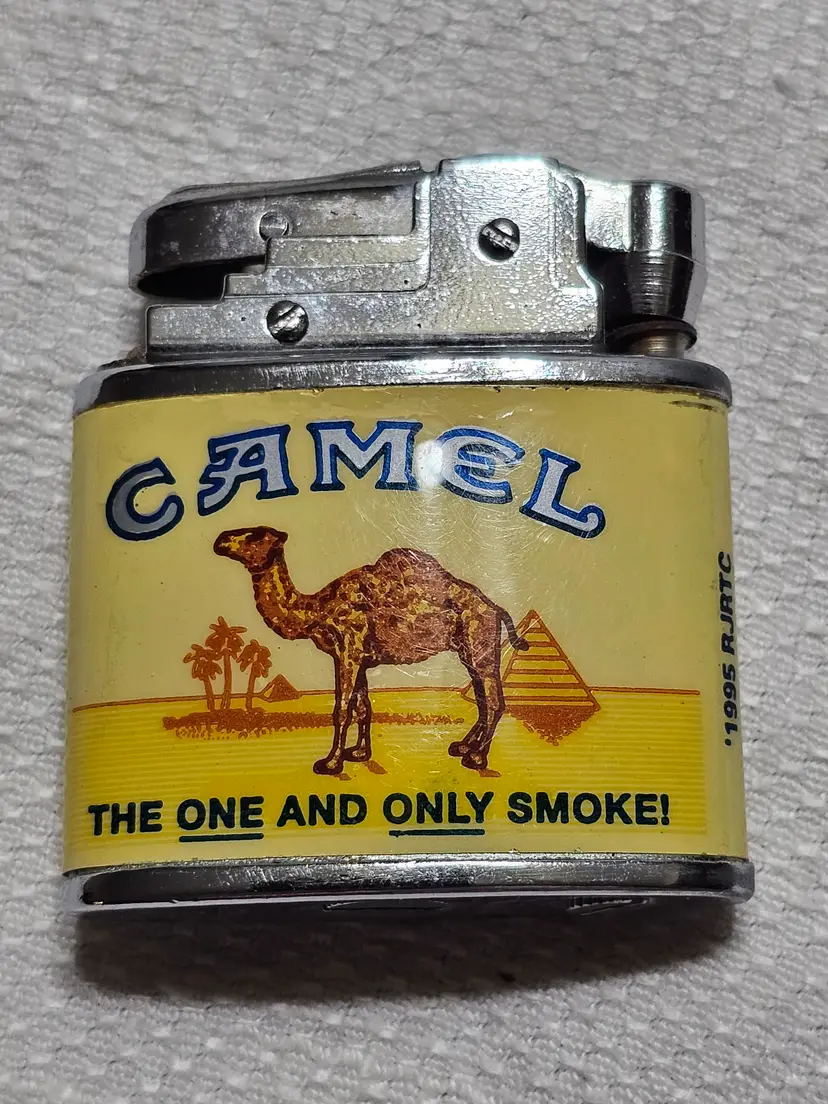 CAMEL
THE ONE AND ONLY SMOKE!
'1995 RJRTC